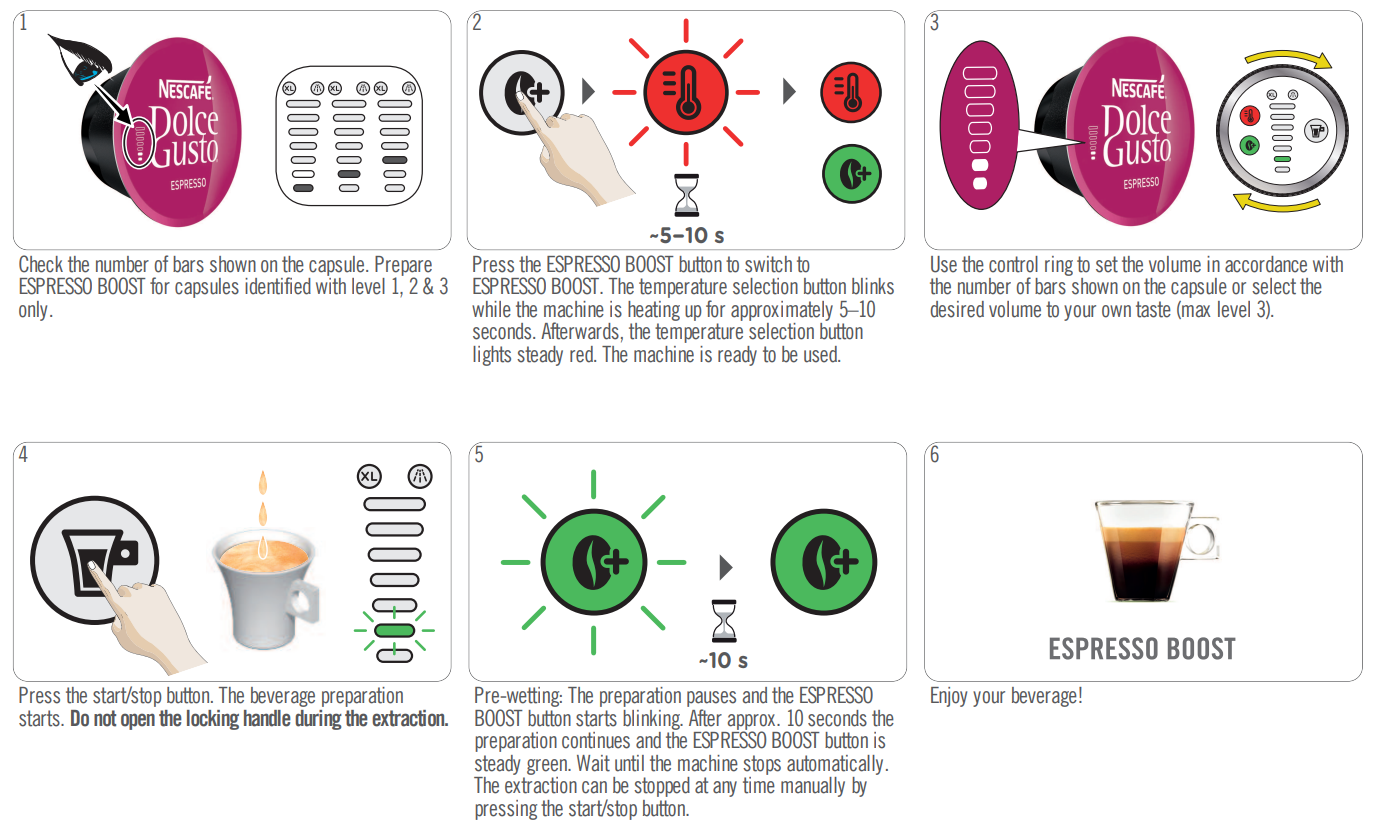 1
NESCAFÉ
Dolce
Gusto
ESPRESSO
XL XL XL
Check the number of bars shown on the capsule. Prepare
ESPRESSO BOOST for capsules identified with level 1, 2 & 3
only.
2
~5–10 s
Press the ESPRESSO BOOST button to switch to
ESPRESSO BOOST. The temperature selection button blinks
while the machine is heating up for approximately 5–10
seconds. Afterwards, the temperature selection button
lights steady red. The machine is ready to be used.
3
NESCAFÉ
Dolce
Gusto
ESPRESSO
XL
Use the control ring to set the volume in accordance with
the number of bars shown on the capsule or select the
desired volume to your own taste (max level 3).
4
XL
Press the start/stop button. The beverage preparation
starts. Do not open the locking handle during the extraction.
5
~10 s
Pre-wetting: The preparation pauses and the ESPRESSO
BOOST button starts blinking. After approx. 10 seconds the
preparation continues and the ESPRESSO BOOST button is
steady green. Wait until the machine stops automatically.
The extraction can be stopped at any time manually by
pressing the start/stop button.
6
ESPRESSO BOOST
Enjoy your beverage!